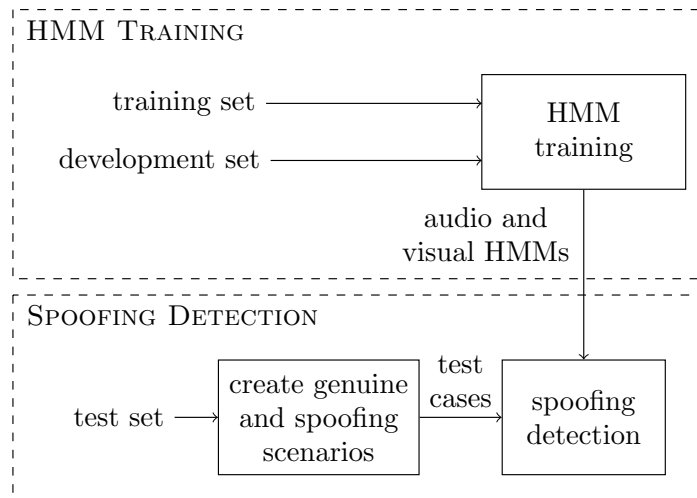 HMM TRAINING
training set
development set
HMM
training
audio and
visual HMMs
SPOOFING DETECTION
test set
create genuine
and spoofing
scenarios
test
cases
spoofing
detection